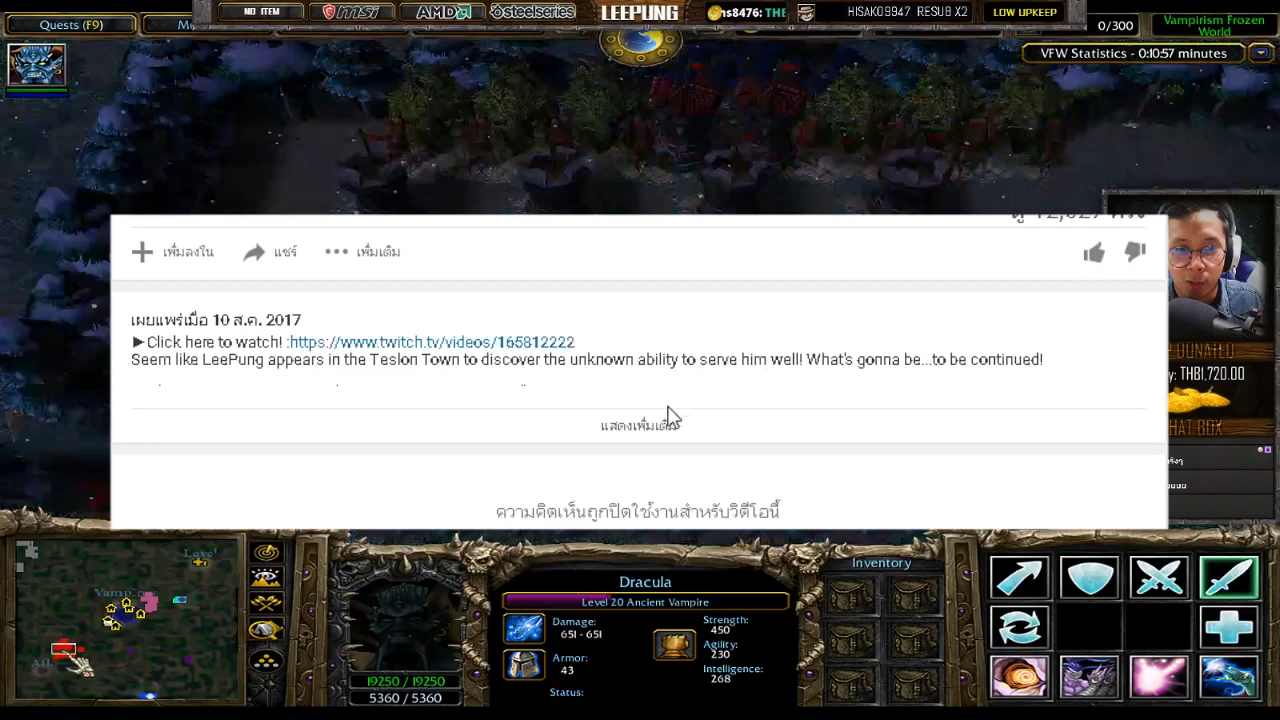 Quests (F9)
NO ITEM
msi
AMD
steelseries
LEEPUNG
ns8476: THE
HISAKO9947 RESUB X2
LOW UPKEEP
0/300
Vampirism Frozen
World
VFW Statistics - 0:10:57 minutes
เพิ่มลงใน
แชร์
เพิ่มเติม
เผยแพร่เมื่อ 10 ส.ค. 2017
►Click here to watch! :https://www.twitch.tv/videos/165812222
Seem like LeePung appears in the Teslon Town to discover the unknown ability to serve him well! What's gonna be...to be continued!
แสดงเพิ่มเติม
ความคิดเห็นถูกปิดใช้งานสำหรับวิดีโอนี้
DONATED
y: THB1,720.00
HAT BOX
Dracula
Level 20 Ancient Vampire
Damage:
651 - 651
Armor:
43
Status:
Strength:
450
Agility:
230
Intelligence:
268
Inventory
19250 / 19250
5360 / 5360